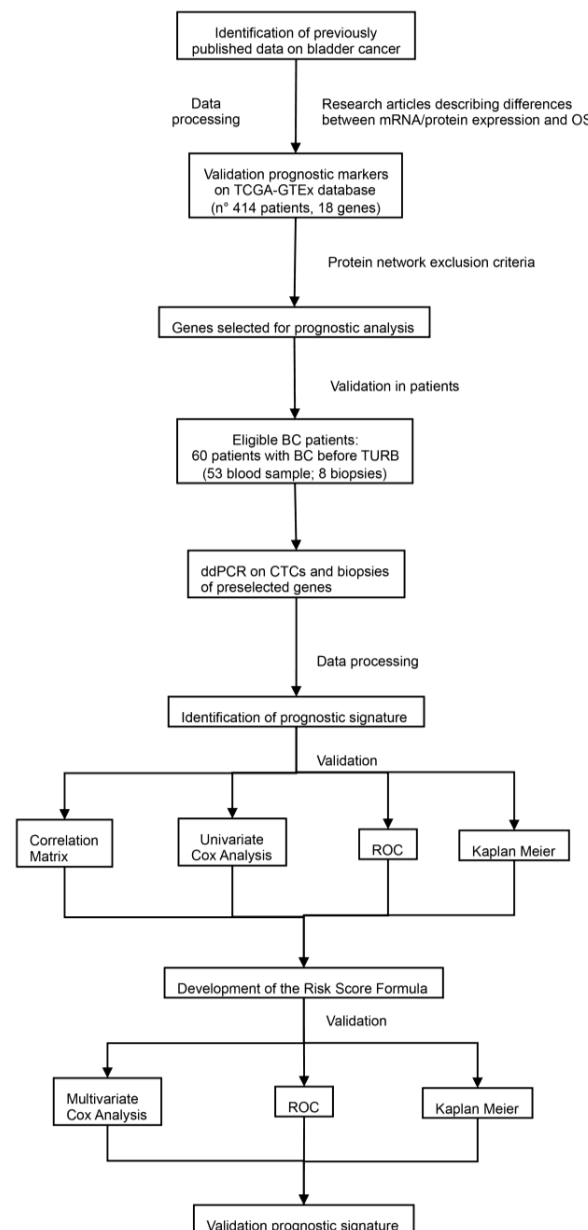 Identification of previously
published data on bladder cancer
Data
processing
Research articles describing differences
between mRNA/protein expression and OS
Validation prognostic markers
on TCGA-GTEx database
(n° 414 patients, 18 genes)
Protein network exclusion criteria
Genes selected for prognostic analysis
Validation in patients
Eligible BC patients:
60 patients with BC before TURB
(53 blood sample; 8 biopsies)
ddPCR on CTCs and biopsies
of preselected genes
Data processing
Identification of prognostic signature
Validation
Correlation
Matrix
Univariate
Cox Analysis
ROC
Kaplan Meier
Development of the Risk Score Formula
Validation
Multivariate
Cox Analysis
ROC
Kaplan Meier
Validation prognostic signature